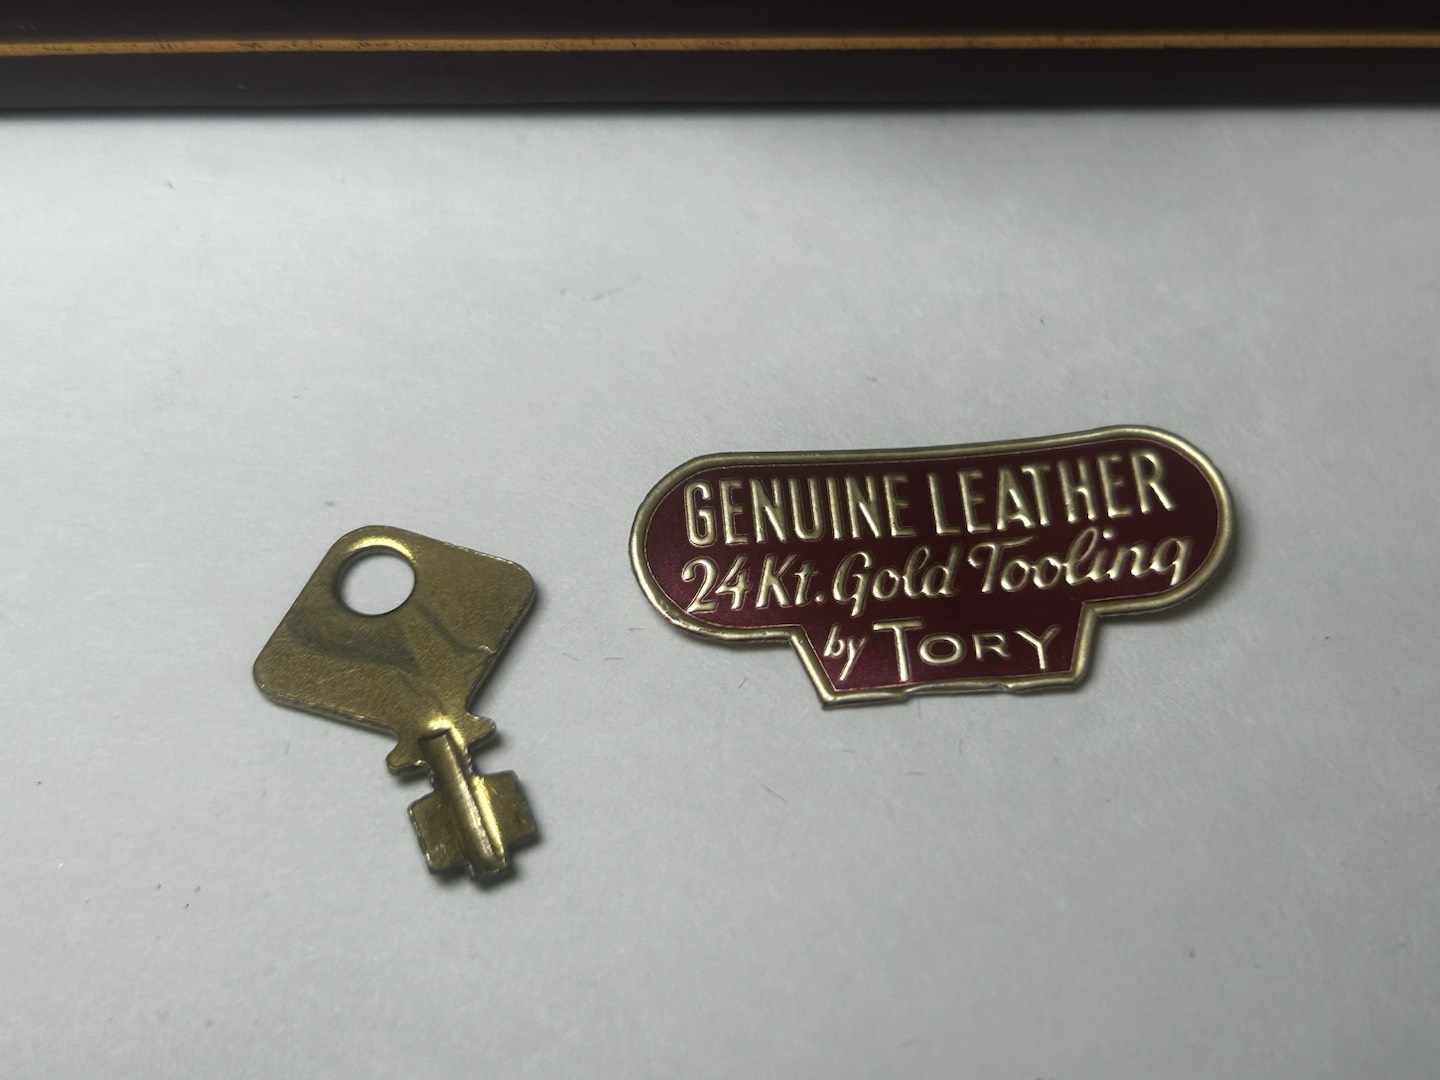 GENUINE LEATHER
24Kt. Gold Tooling
by TORY